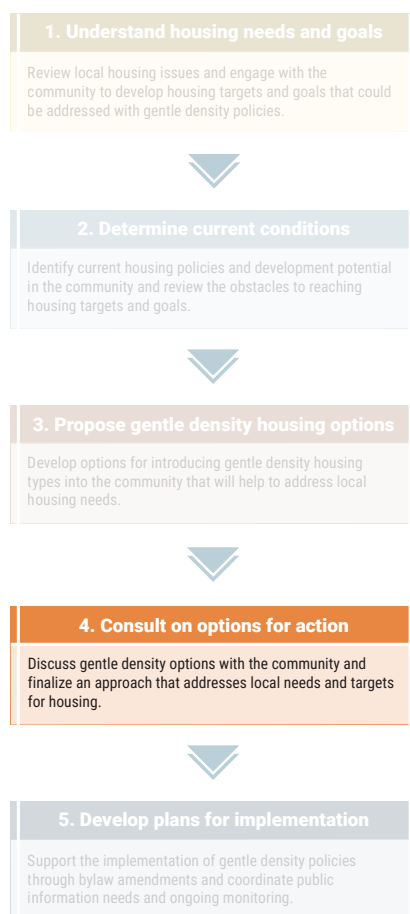 1. Understand housing needs and goals
Review local housing issues and engage with the
community to develop housing targets and goals that could
be addressed with gentle density policies.
2. Determine current conditions
Identify current housing policies and development potential
in the community and review the obstacles to reaching
housing targets and goals.
3. Propose gentle density housing options
Develop options for introducing gentle density housing
types into the community that will help to address local
housing needs.
4. Consult on options for action
Discuss gentle density options with the community and
finalize an approach that addresses local needs and targets
for housing.
5. Develop plans for implementation
Support the implementation of gentle density policies
through bylaw amendments and coordinate public
information needs and ongoing monitoring.